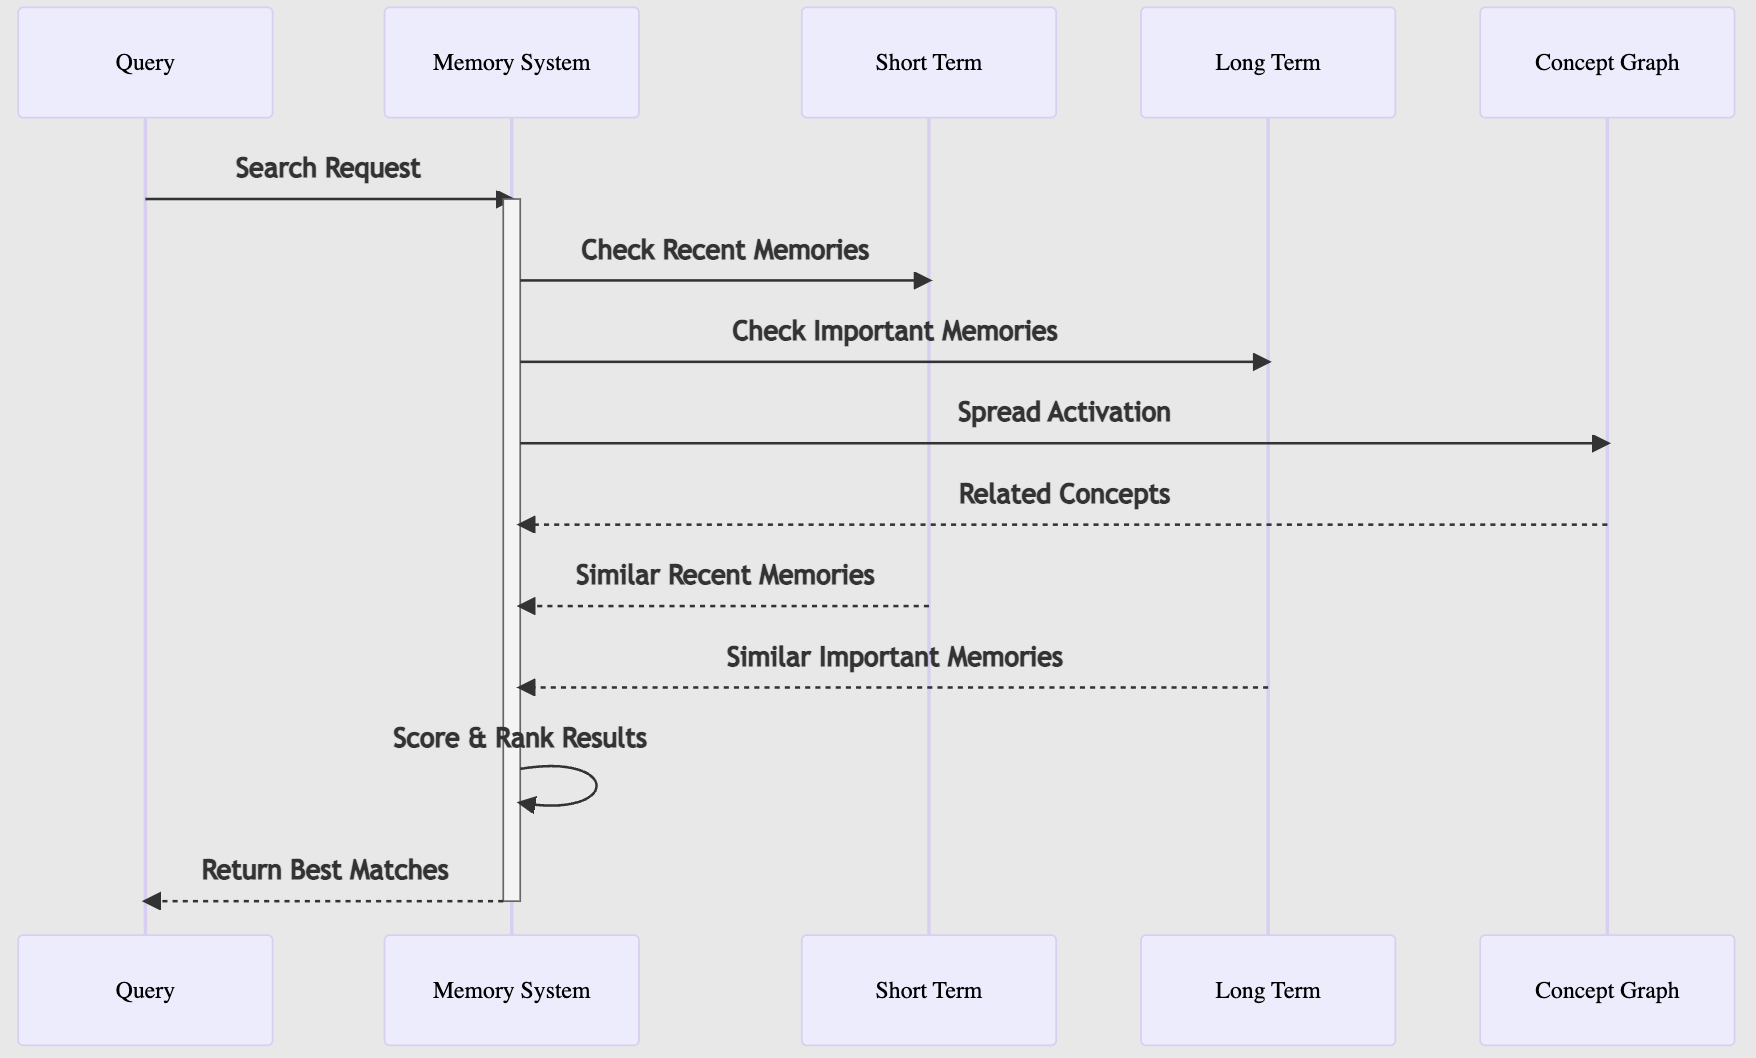 Query
Memory System
Short Term
Long Term
Concept Graph
Search Request
Check Recent Memories
Check Important Memories
Spread Activation
Related Concepts
Similar Recent Memories
Similar Important Memories
Score & Rank Results
Return Best Matches
Query
Memory System
Short Term
Long Term
Concept Graph